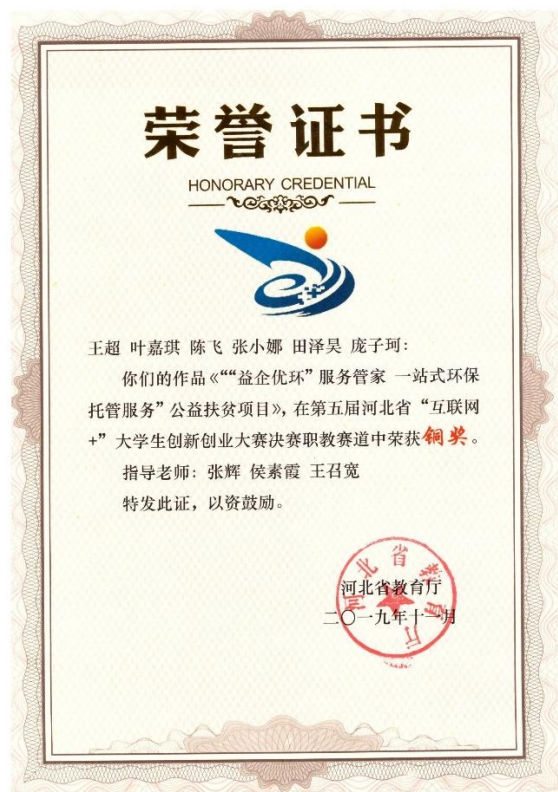 荣誉证书
HONORARY CREDENTIAL
王超 叶嘉琪 陈飞 张小娜 田泽昊 庞子珂：
你们的作品《““益企优环”服务管家 一站式环保
托管服务”公益扶贫项目》，在第五届河北省“互联网
+”大学生创新创业大赛决赛职教赛道中荣获铜奖。
指导老师：张辉 侯素霞 王召宽
特发此证，以资鼓励。
河北省教育厅
河北省教育厅
二〇一九年十一月